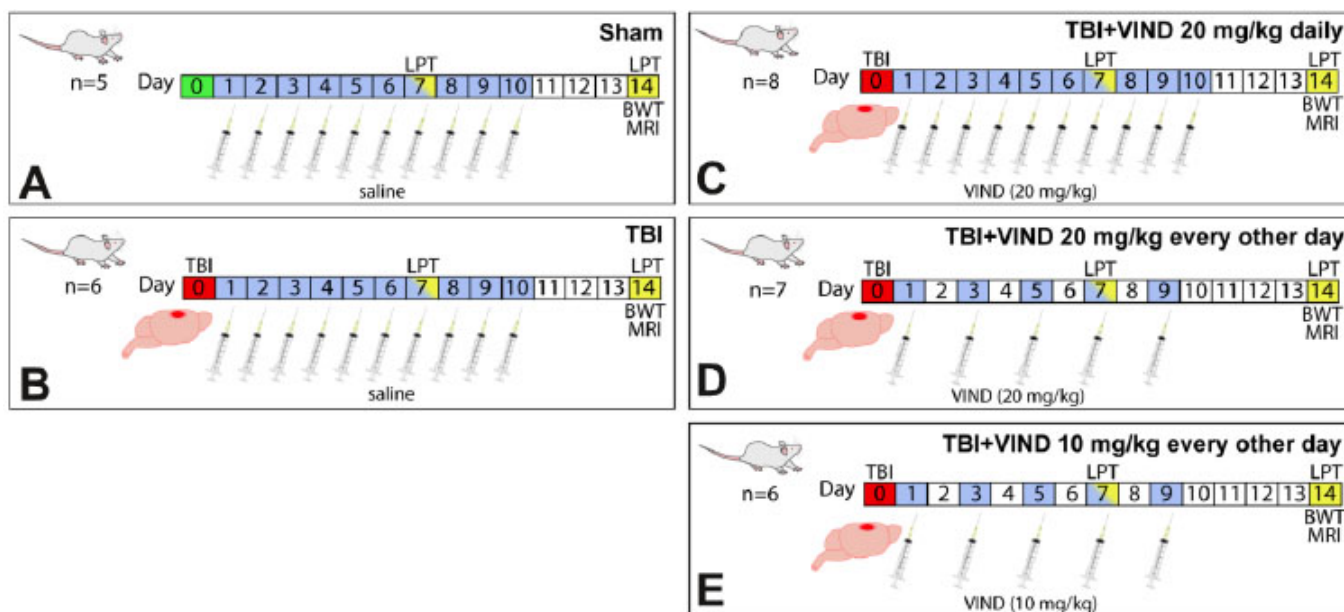 Sham
LPT LPT
n=5 Day 0 1 2 3 4 5 6 7 8 9 10 11 12 13 14
BWT
MRI
A saline
TBI
TBI LPT LPT
n=6 Day 0 1 2 3 4 5 6 7 8 9 10 11 12 13 14
BWT
MRI
B saline
TBI+VIND 20 mg/kg daily
TBI LPT LPT
n=8 Day 0 1 2 3 4 5 6 7 8 9 10 11 12 13 14
BWT
MRI
C VIND (20 mg/kg)
TBI+VIND 20 mg/kg every other day
TBI LPT LPT
n=7 Day 0 1 2 3 4 5 6 7 8 9 10 11 12 13 14
BWT
MRI
D VIND (20 mg/kg)
TBI+VIND 10 mg/kg every other day
TBI LPT LPT
n=6 Day 0 1 2 3 4 5 6 7 8 9 10 11 12 13 14
BWT
MRI
E VIND (10 mg/kg)